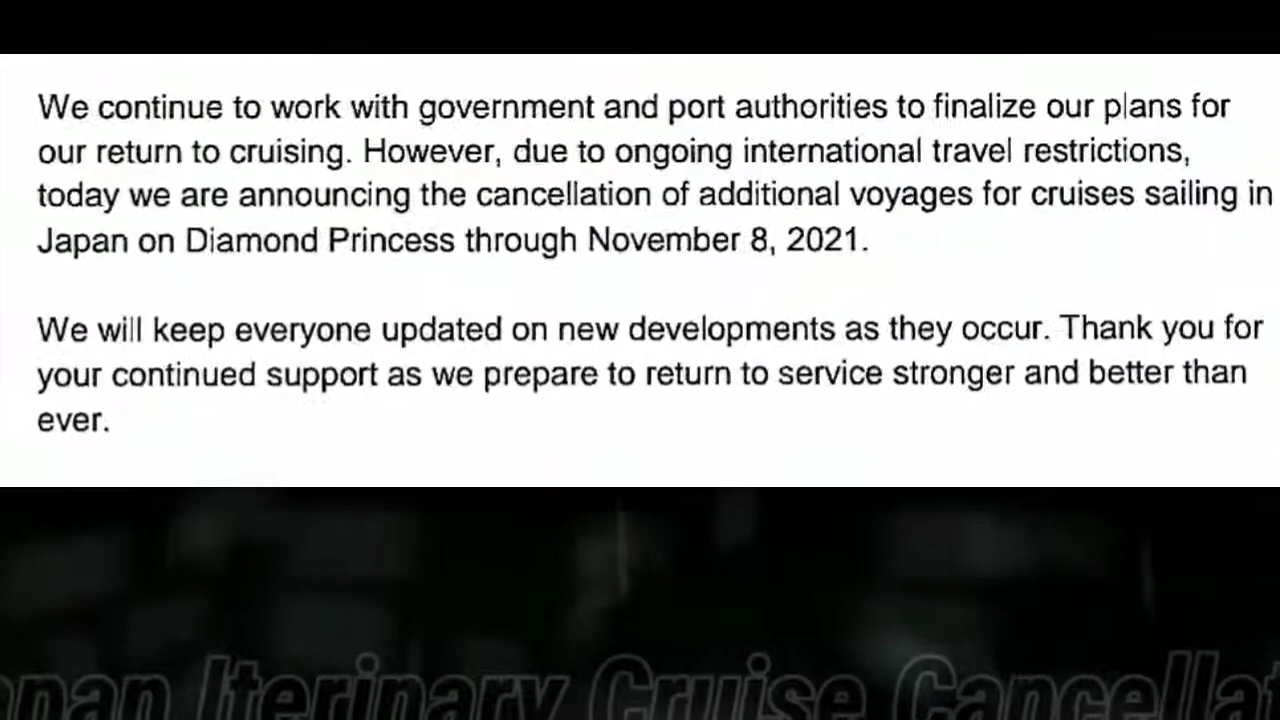 We continue to work with government and port authorities to finalize our plans for
our return to cruising. However, due to ongoing international travel restrictions,
today we are announcing the cancellation of additional voyages for cruises sailing in
Japan on Diamond Princess through November 8, 2021.
We will keep everyone updated on new developments as they occur. Thank you for
your continued support as we prepare to return to service stronger and better than
ever.
Iterinary Cruise